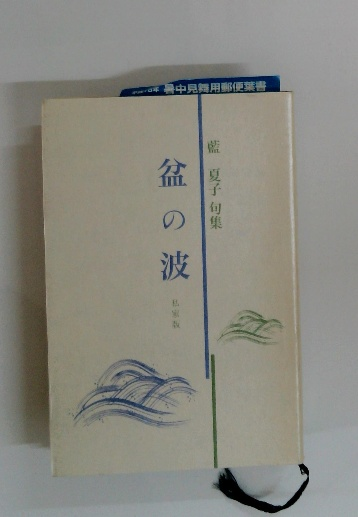 暑中見舞用郵便葉書
藍 夏子 句集
盆の波
私家版